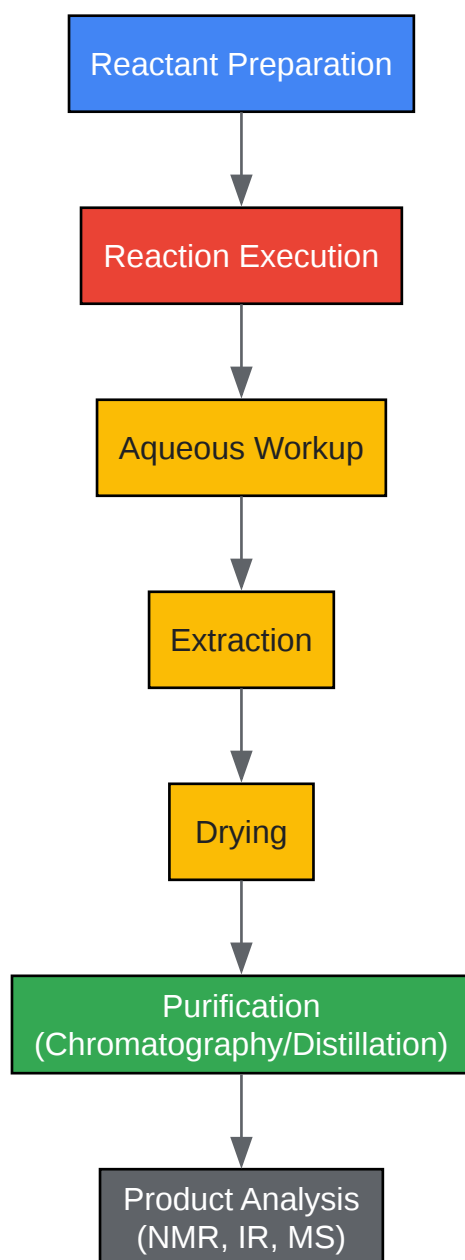 Reactant Preparation
Reaction Execution
Aqueous Workup
Extraction
Drying
Purification
(Chromatography/Distillation)
Product Analysis
(NMR, IR, MS)